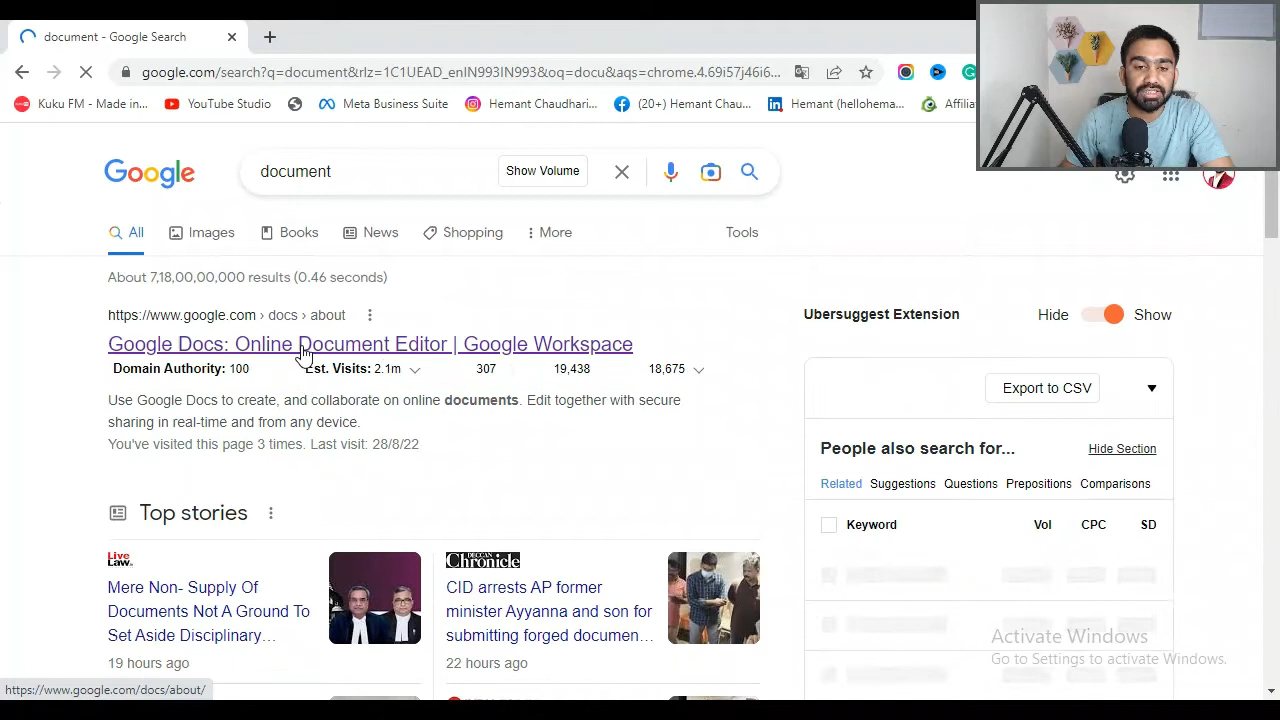 document - Google Search
google.com/search?q=document&rlz=1C1UEAD_
993IN993
q=docu&aqs=chrome.4.69i57j46i6...
Kuku FM - Made in...
YouTube Studio
Meta Business Suite
Hemant Chaudhari...
(20+) Hemant Chau...
Hemant (hellohema...
Affilia
Google
document
Show Volume
All
Images
Books
News
Shopping
More
Tools
About 7,18,00,00,000 results (0.46 seconds)
https://www.google.com › docs › about
Google Docs: Online Document Editor | Google Workspace
Domain Authority: 100
Est. Visits: 2.1m
307
19,438
18,675
Use Google Docs to create, and collaborate on online documents. Edit together with secure
sharing in real-time and from any device.
You've visited this page 3 times. Last visit: 28/8/22
Top stories
Live
Law.in
Mere Non- Supply Of
Documents Not A Ground To
Set Aside Disciplinary...
19 hours ago
DECCAN
Chronicle
CID arrests AP former
minister Ayyanna and son for
submitting forged documen...
22 hours ago
Ubersuggest Extension
Hide
Show
Export to CSV
People also search for...
Hide Section
Related
Suggestions
Questions
Prepositions
Comparisons
Keyword
Vol
CPC
SD
Activate Windows
Go to Settings to activate Windows.
https://www.google.com/docs/about/